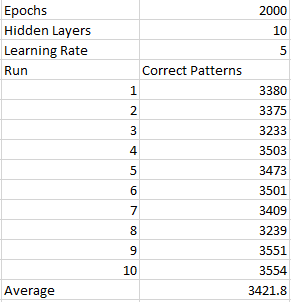 Epochs 2000
Hidden Layers 10
Learning Rate 5
Run Correct Patterns
1 3380
2 3375
3 3233
4 3503
5 3473
6 3501
7 3409
8 3239
9 3551
10 3554
Average 3421.8